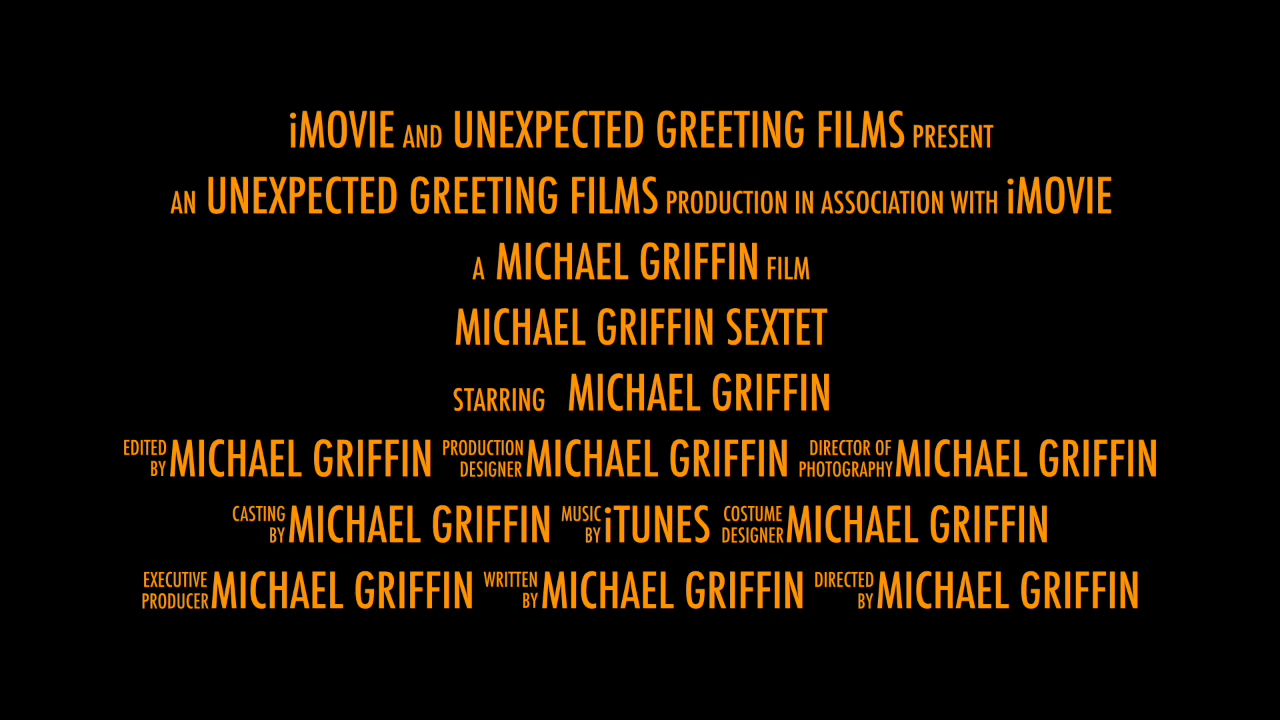 iMOVIE AND UNEXPECTED GREETING FILMS PRESENT
AN UNEXPECTED GREETING FILMS PRODUCTION IN ASSOCIATION WITH iMOVIE
A MICHAEL GRIFFIN FILM
MICHAEL GRIFFIN SEXTET
STARRING MICHAEL GRIFFIN
EDITED BY MICHAEL GRIFFIN PRODUCTION DESIGNER MICHAEL GRIFFIN DIRECTOR OF PHOTOGRAPHY MICHAEL GRIFFIN
CASTING BY MICHAEL GRIFFIN MUSIC BY iTUNES COSTUME DESIGNER MICHAEL GRIFFIN
EXECUTIVE PRODUCER MICHAEL GRIFFIN WRITTEN BY MICHAEL GRIFFIN DIRECTED BY MICHAEL GRIFFIN